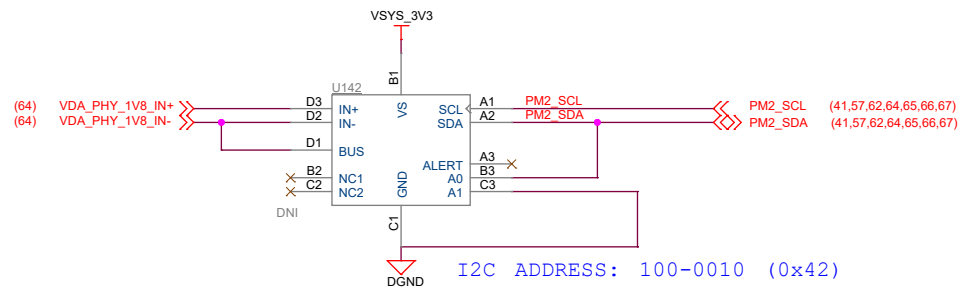 VSYS_3V3
U142
B1
VS
(64) VDA_PHY_1V8_IN+ D3 IN+ SCL A1 PM2_SCL PM2_SCL (41,57,62,64,65,66,67)
(64) VDA_PHY_1V8_IN- D2 IN- SDA A2 PM2_SDA PM2_SDA (41,57,62,64,65,66,67)
D1 BUS
ALERT A3
B2 NC1 A0 B3
C2 NC2 A1 C3
GND
DNI
C1
DGND
I2C ADDRESS: 100-0010 (0x42)